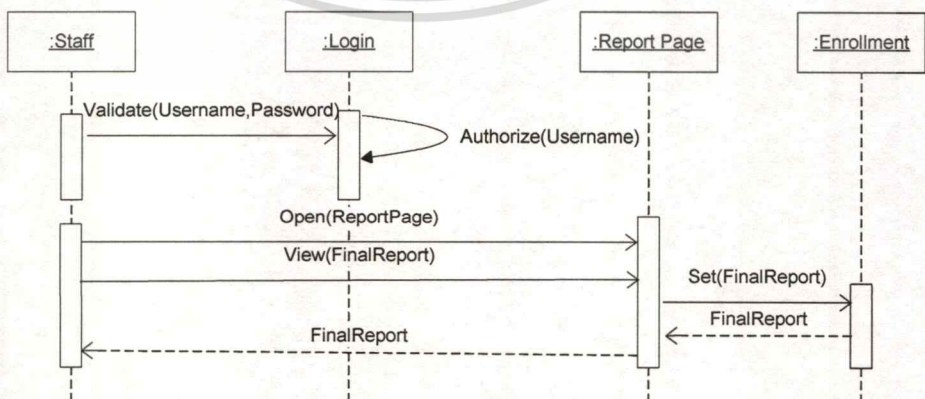 :Staff
:Login
:Report Page
:Enrollment
Validate(Username,Password)
Authorize(Username)
Open(ReportPage)
View(FinalReport)
Set(FinalReport)
FinalReport
FinalReport